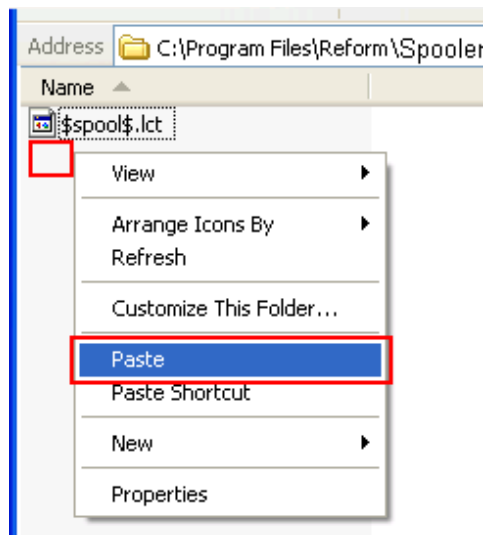 Address C:\Program Files\Reform\Spooler
Name
$spool$.lct
View
Arrange Icons By
Refresh
Customize This Folder...
Paste
Paste Shortcut
New
Properties